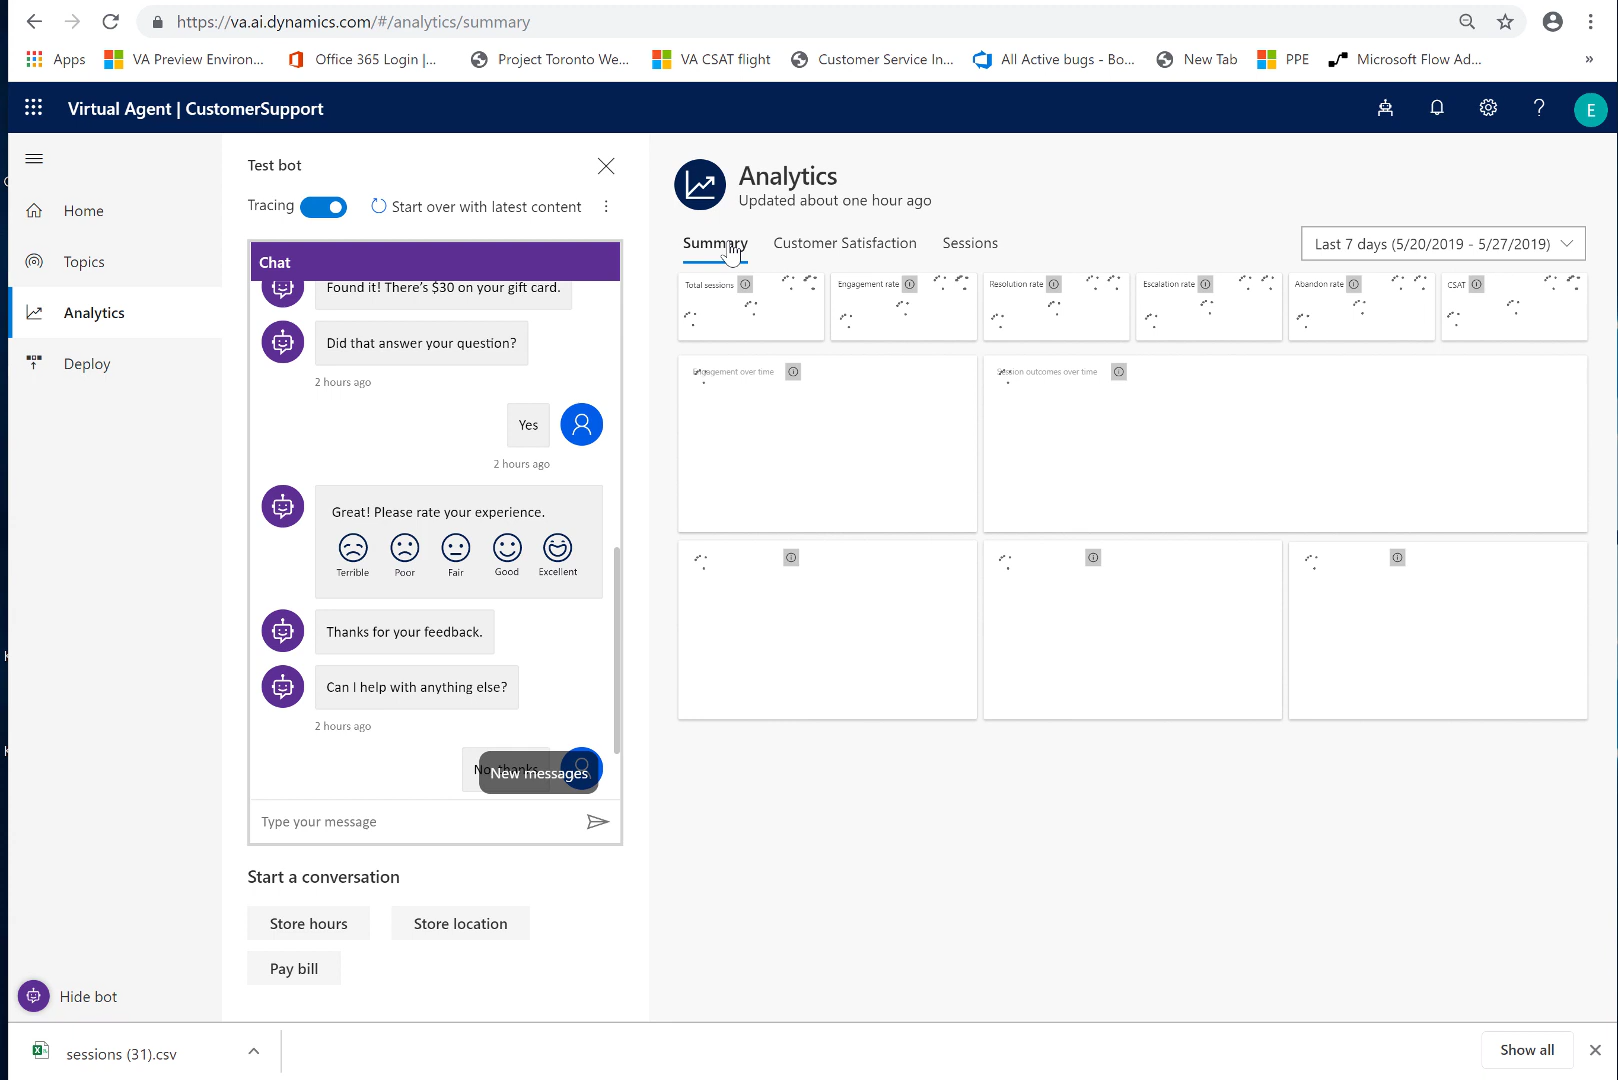 https://va.ai.dynamics.com/#/analytics/summary
Apps
VA Preview Environ...
Office 365 Login |...
Project Toronto We...
VA CSAT flight
Customer Service In...
All Active bugs - Bo...
New Tab
PPE
Microsoft Flow Ad...
»
Virtual Agent | CustomerSupport
?
E
Home
Topics
Analytics
Deploy
Hide bot
Test bot
Tracing
Start over with latest content
Chat
Found it! There's $30 on your gift card.
Did that answer your question?
2 hours ago
Yes
2 hours ago
Great! Please rate your experience.
Terrible
Poor
Fair
Good
Excellent
Thanks for your feedback.
Can I help with anything else?
2 hours ago
No, thanks
New messages
Type your message
Start a conversation
Store hours
Store location
Pay bill
Analytics
Updated about one hour ago
Summary
Customer Satisfaction
Sessions
Last 7 days (5/20/2019 - 5/27/2019)
Total sessions
Engagement rate
Resolution rate
Escalation rate
Abandon rate
CSAT
Engagement over time
Session outcomes over time
sessions (31).csv
Show all